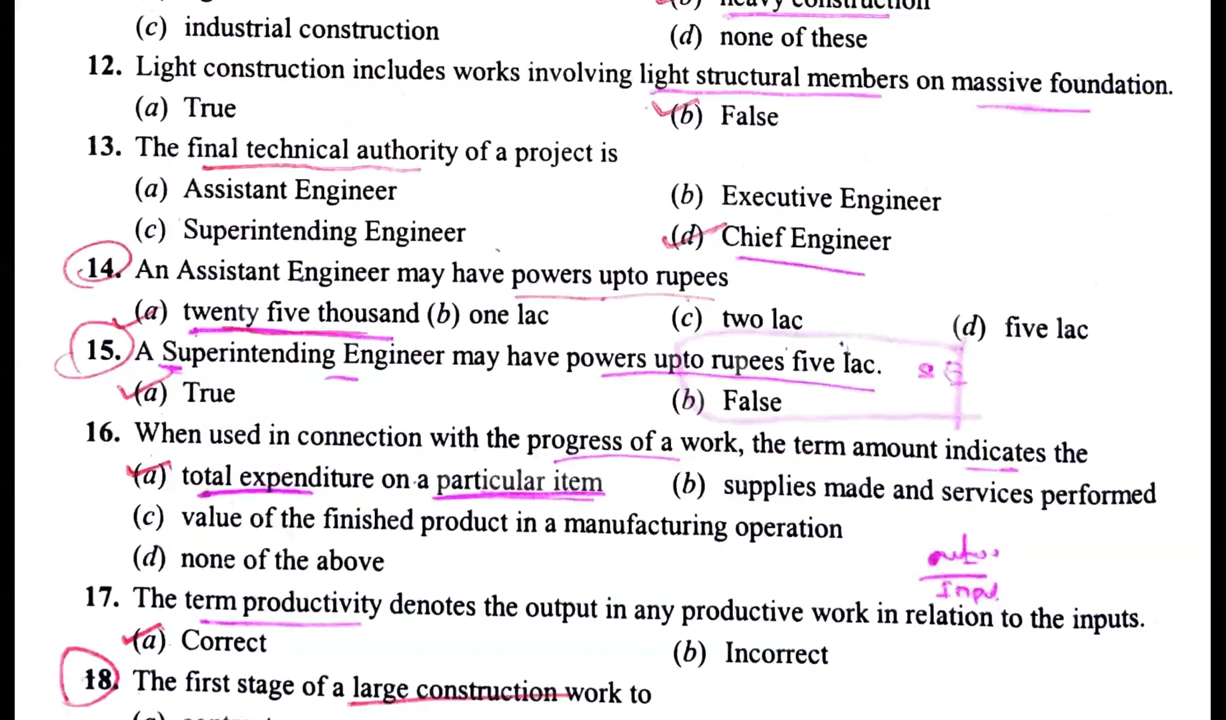 (b) heavy construction
(c) industrial construction (d) none of these
12. Light construction includes works involving light structural members on massive foundation.
(a) True (b) False
13. The final technical authority of a project is
(a) Assistant Engineer (b) Executive Engineer
(c) Superintending Engineer (d) Chief Engineer
14. An Assistant Engineer may have powers upto rupees
(a) twenty five thousand (b) one lac (c) two lac (d) five lac
15. A Superintending Engineer may have powers upto rupees five lac.
(a) True (b) False
16. When used in connection with the progress of a work, the term amount indicates the
(a) total expenditure on a particular item (b) supplies made and services performed
(c) value of the finished product in a manufacturing operation
(d) none of the above
17. The term productivity denotes the output in any productive work in relation to the inputs.
(a) Correct (b) Incorrect
18. The first stage of a large construction work to